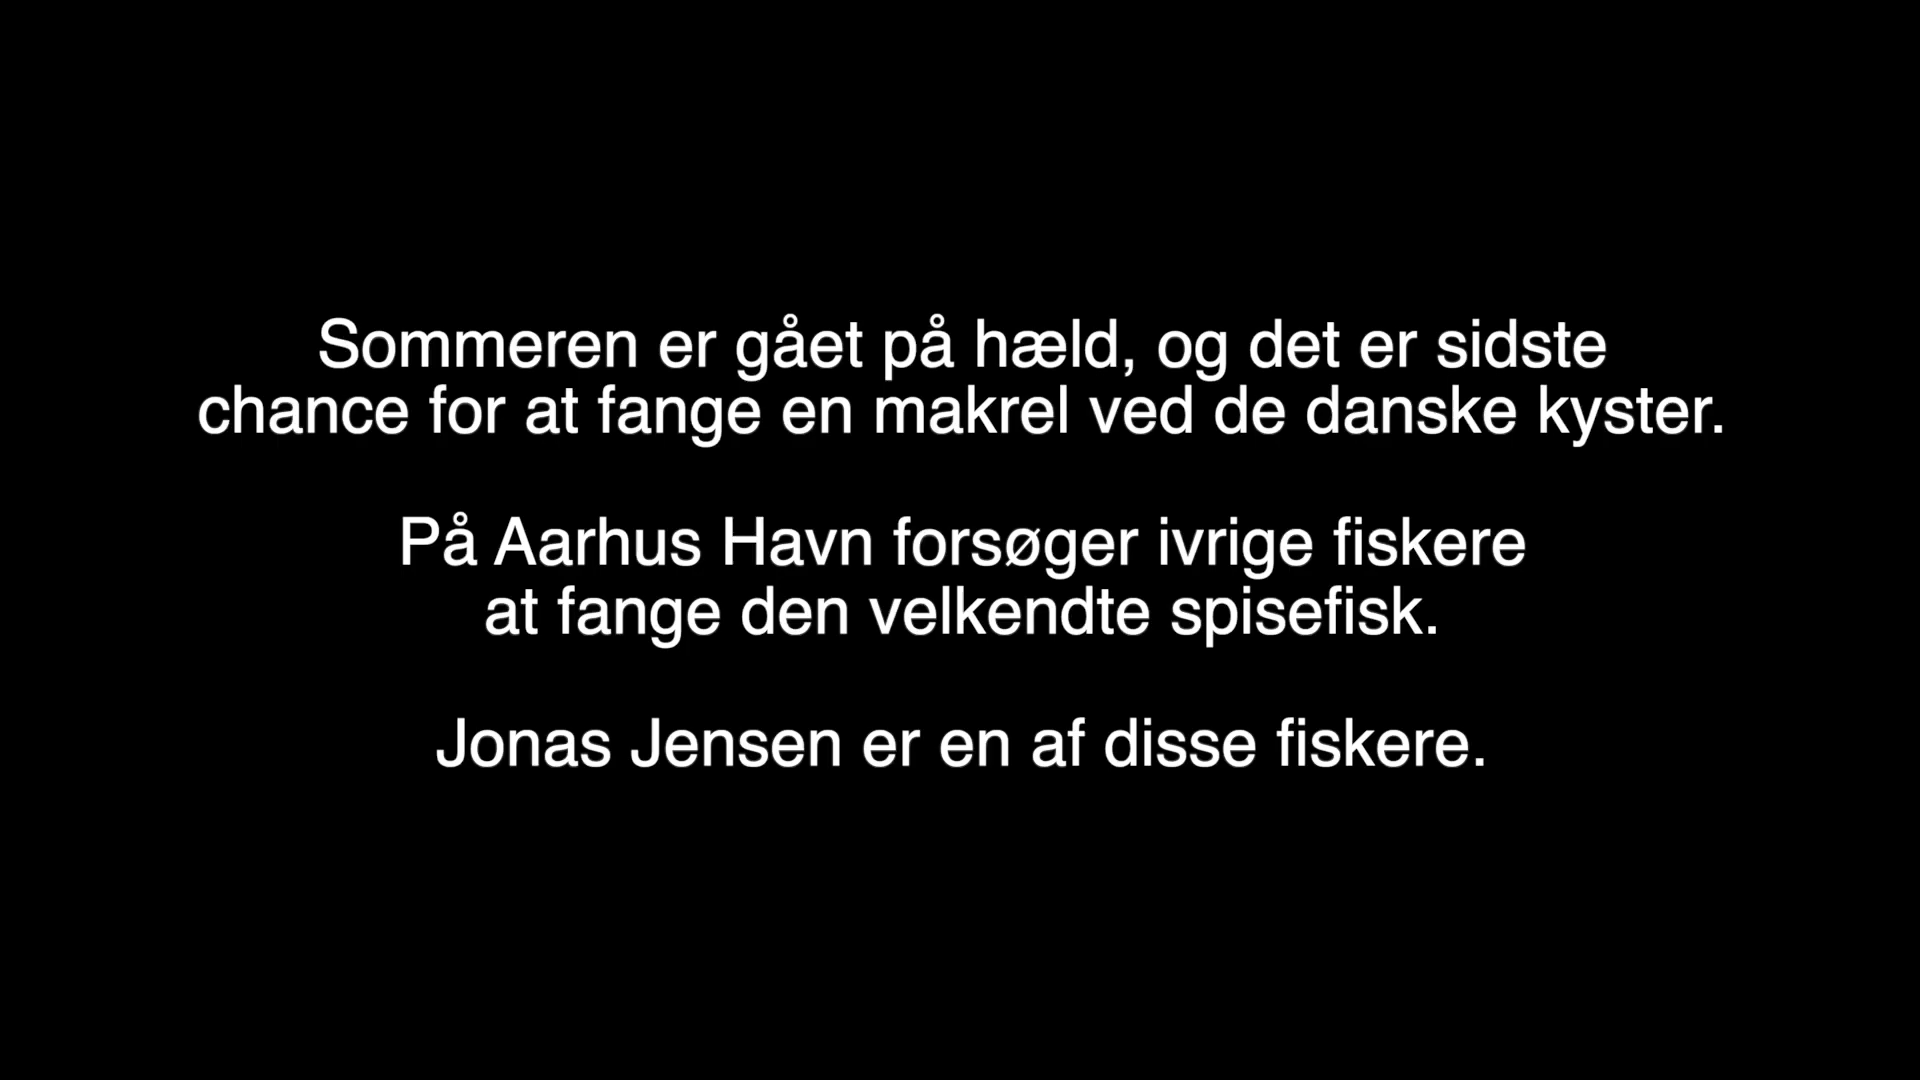 Sommeren er gået på hæld, og det er sidste
chance for at fange en makrel ved de danske kyster.
På Aarhus Havn forsøger ivrige fiskere
at fange den velkendte spisefisk.
Jonas Jensen er en af disse fiskere.